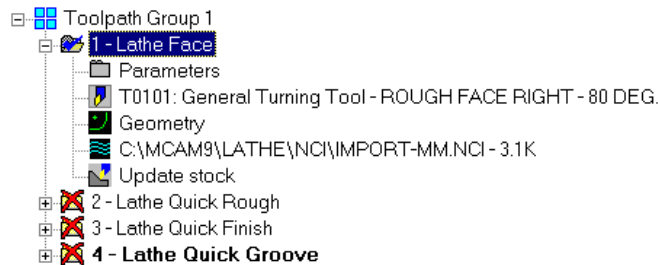 Toolpath Group 1
1 - Lathe Face
Parameters
T0101: General Turning Tool - ROUGH FACE RIGHT - 80 DEG.
Geometry
C:\MCAM9\LATHE\NCI\IMPORT-MM.NCI - 3.1K
Update stock
2 - Lathe Quick Rough
3 - Lathe Quick Finish
4 - Lathe Quick Groove